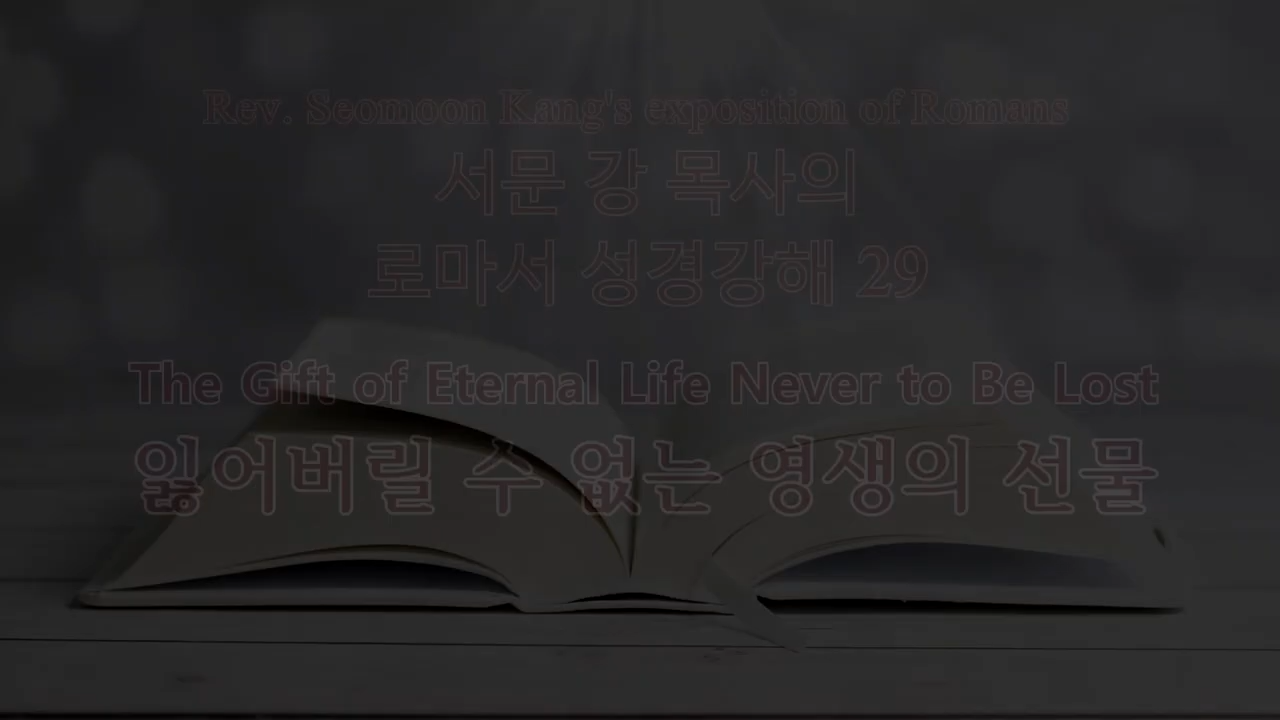 Rev. Seomoon Kang's exposition of Romans
서문 강 목사의
로마서 성경강해 29
The Gift of Eternal Life Never to Be Lost
잃어버릴 수 없는 영생의 선물